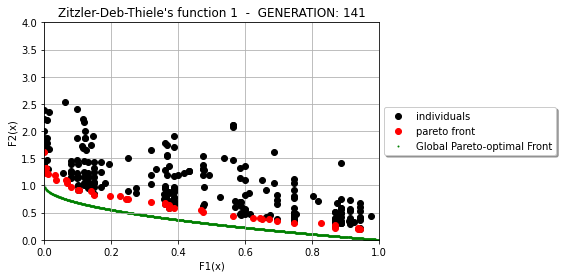 Zitzler-Deb-Thiele's function 1 - GENERATION: 141
4.0
3.5
3.0
2.5
2.0
1.5
1.0
0.5
0.0
F2(x)
0.0 0.2 0.4 0.6 0.8 1.0
F1(x)
individuals
pareto front
Global Pareto-optimal Front